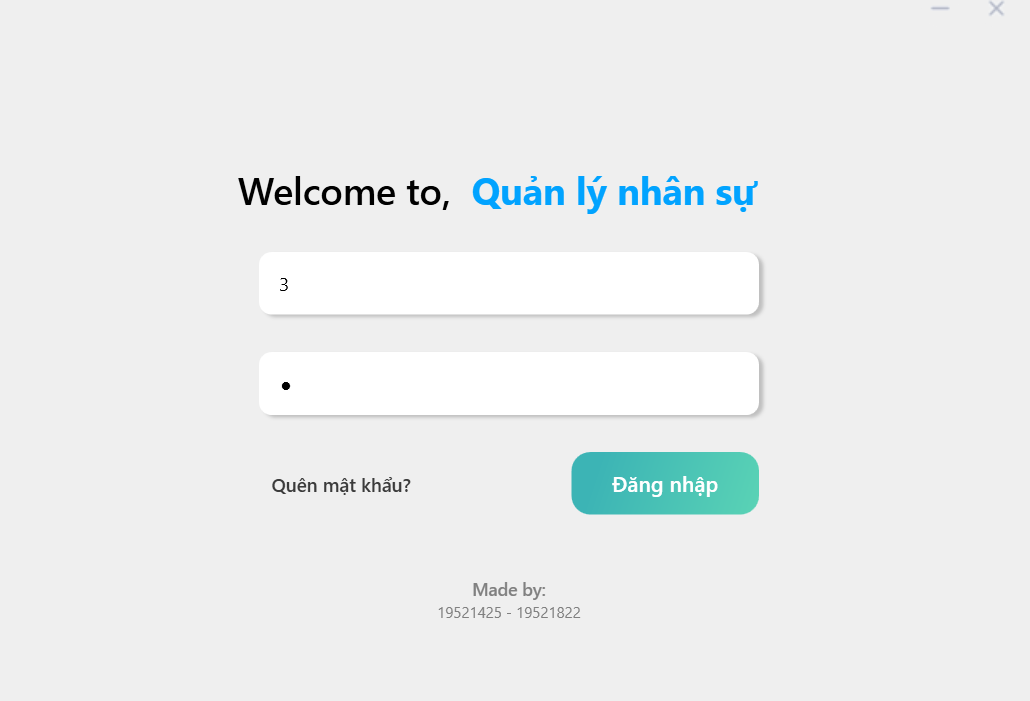 Welcome to, Quản lý nhân sự
3
●
Quên mật khẩu?
Đăng nhập
Made by:
19521425 - 19521822